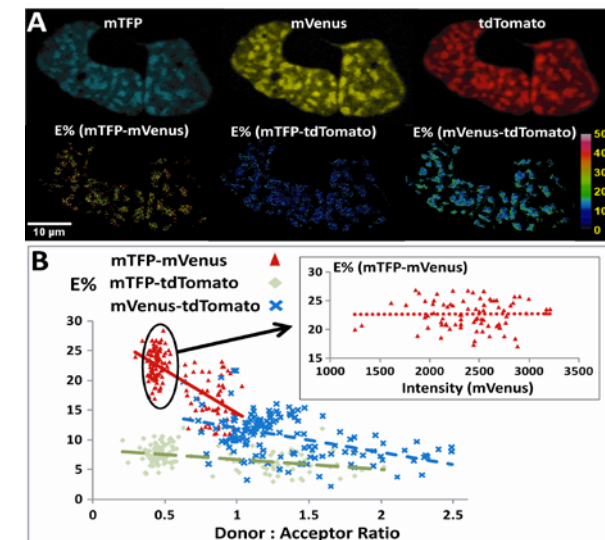 A
mTFP
mVenus
tdTomato
E% (mTFP-mVenus)
E% (mTFP-tdTomato)
E% (mVenus-tdTomato)
50
40
30
20
10
0
10 µm
B
mTFP-mVenus
E%
mTFP-tdTomato
mVenus-tdTomato
E% (mTFP-mVenus)
30
25
20
15
1000
1500
2000
2500
3000
3500
Intensity (mVenus)
30
25
20
15
10
5
0
0
0.5
1
1.5
2
2.5
Donor : Acceptor Ratio